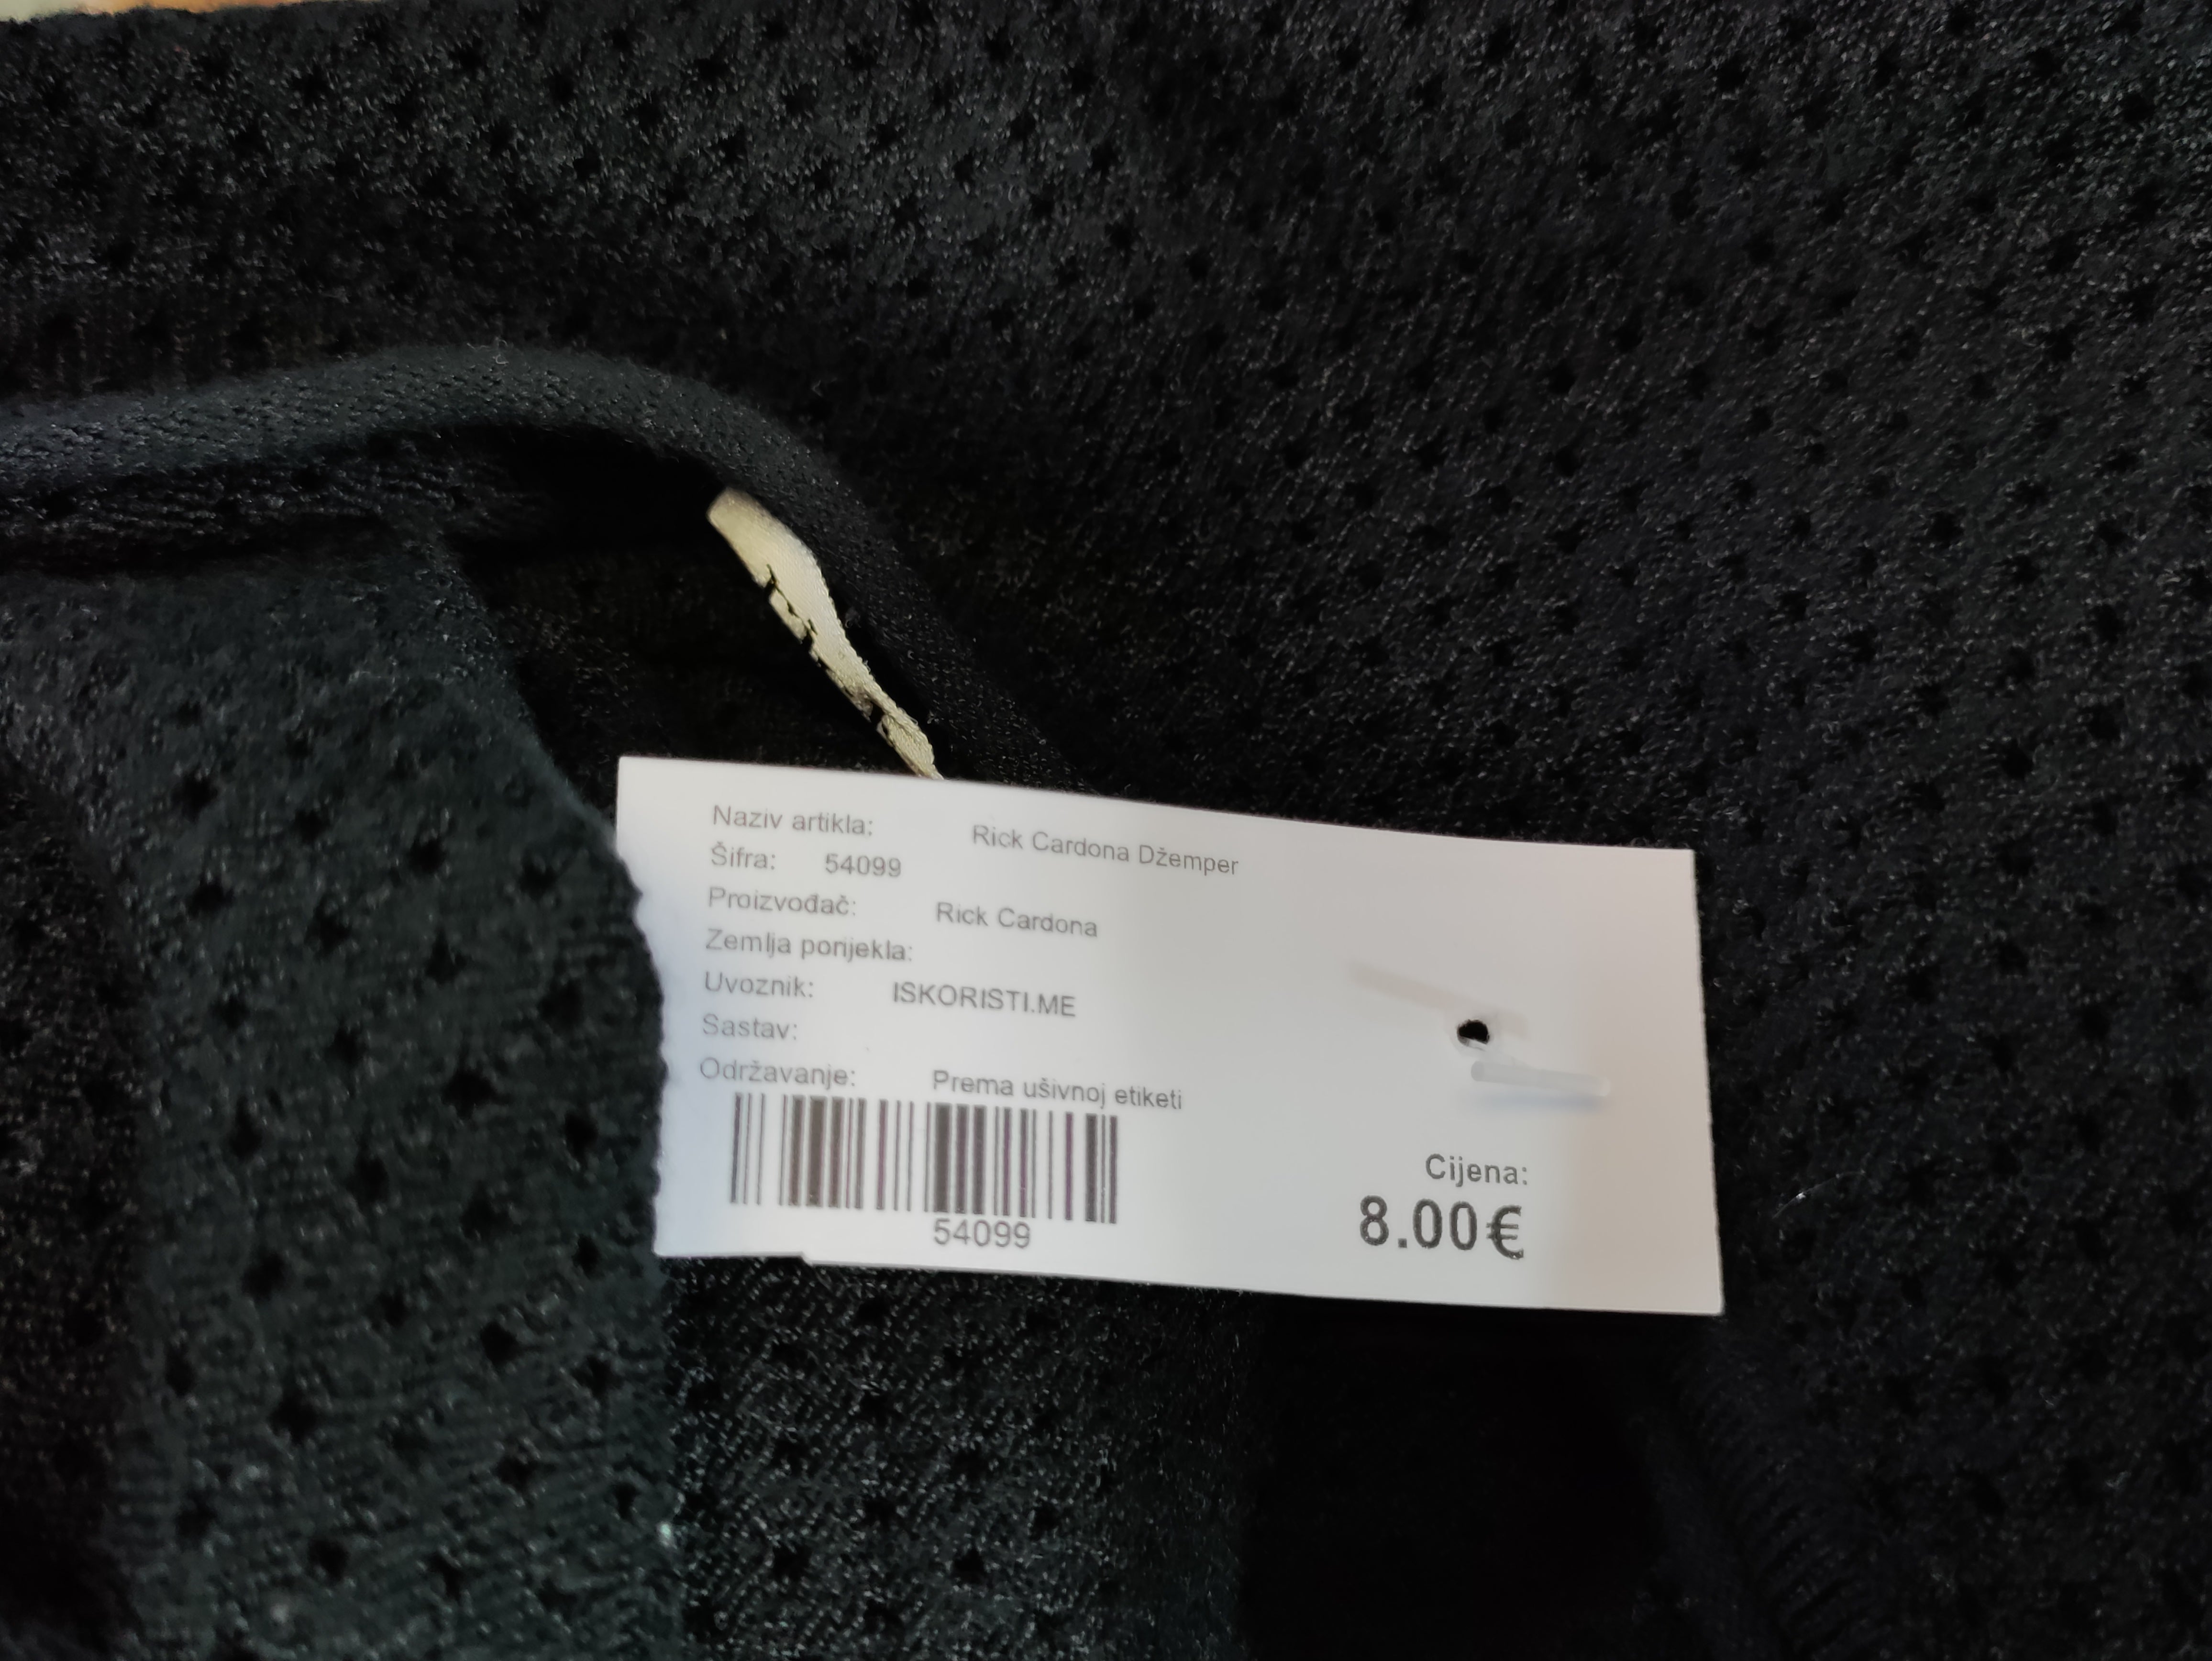 Naziv artikla: Rick Cardona Džemper
Šifra: 54099
Proizvođač: Rick Cardona
Zemlja porijekla:
Uvoznik: ISKORISTI.ME
Sastav:
Održavanje: Prema ušivnoj etiketi
54099
Cijena:
8.00€